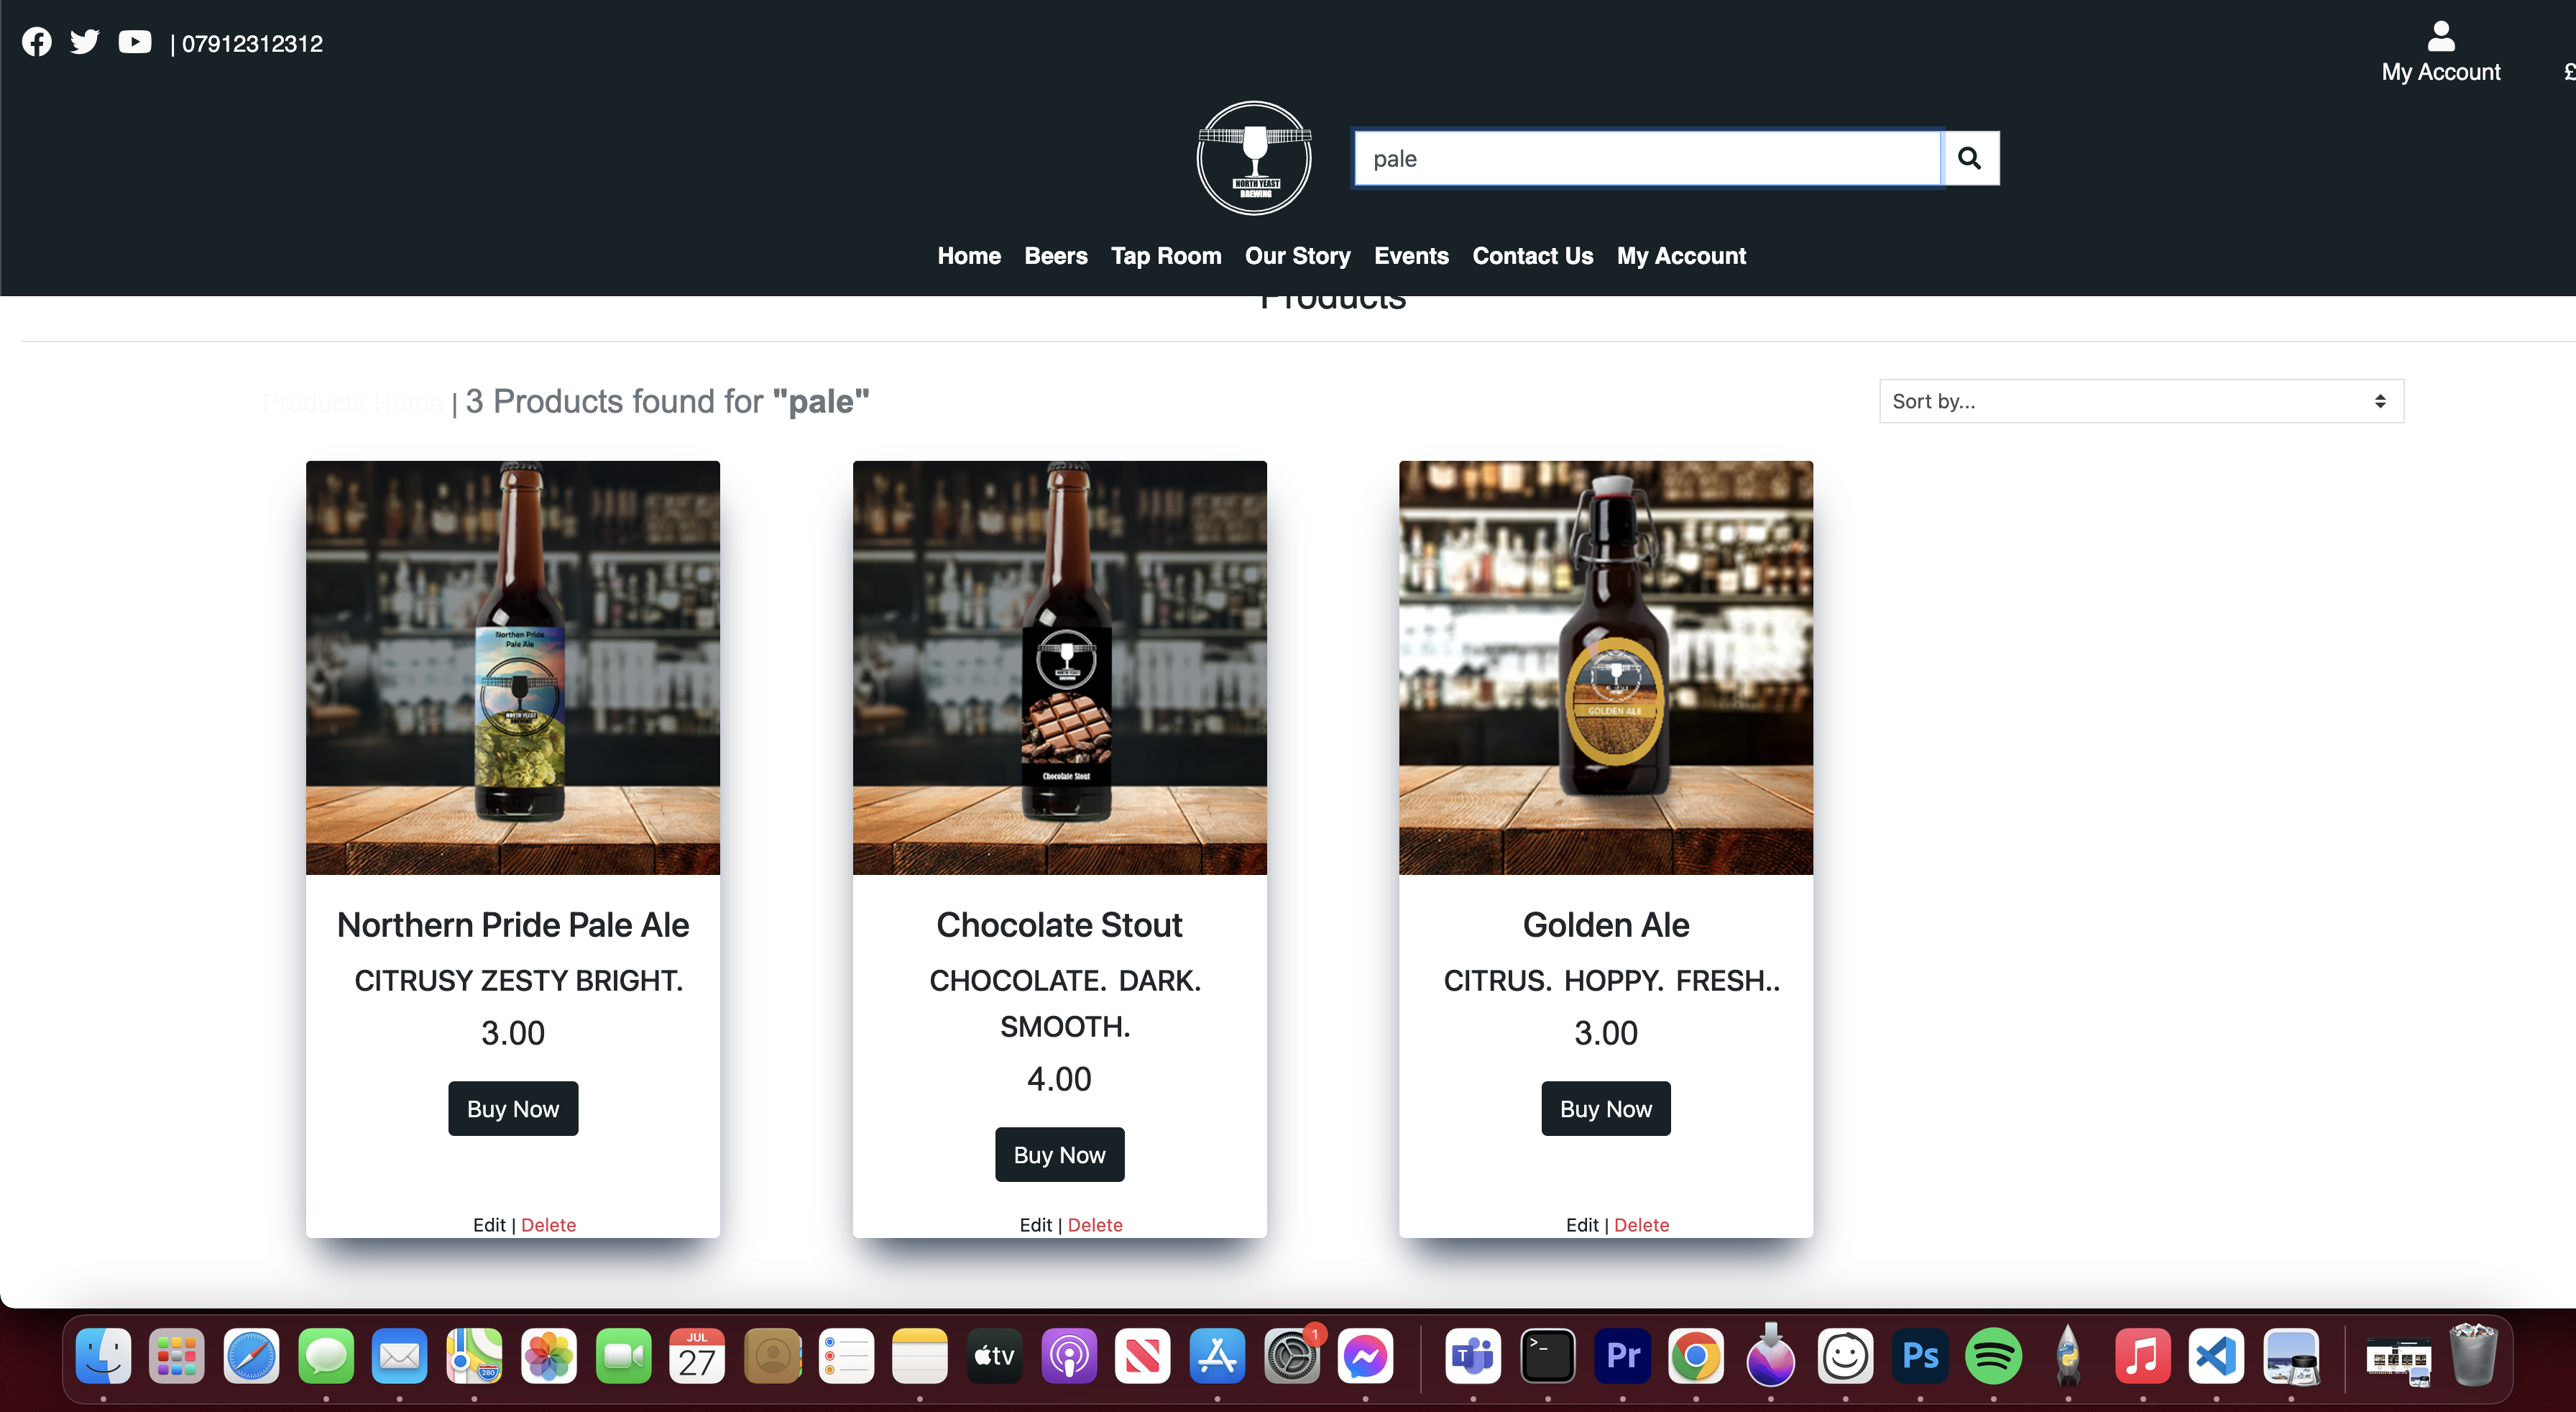 | 07912312312
My Account
£
NORTH YEAST
BREWING
pale
Home Beers Tap Room Our Story Events Contact Us My Account
Products
Products Home | 3 Products found for "pale"
Sort by...
Northen Pride
Pale Ale
NORTH YEAST
Chocolate Stout
GOLDEN ALE
Northern Pride Pale Ale
CITRUSY ZESTY BRIGHT.
3.00
Buy Now
Edit | Delete
Chocolate Stout
CHOCOLATE. DARK.
SMOOTH.
4.00
Buy Now
Edit | Delete
Golden Ale
CITRUS. HOPPY. FRESH..
3.00
Buy Now
Edit | Delete
JUL
27
280
tv
1
T
>_
Pr
Ps